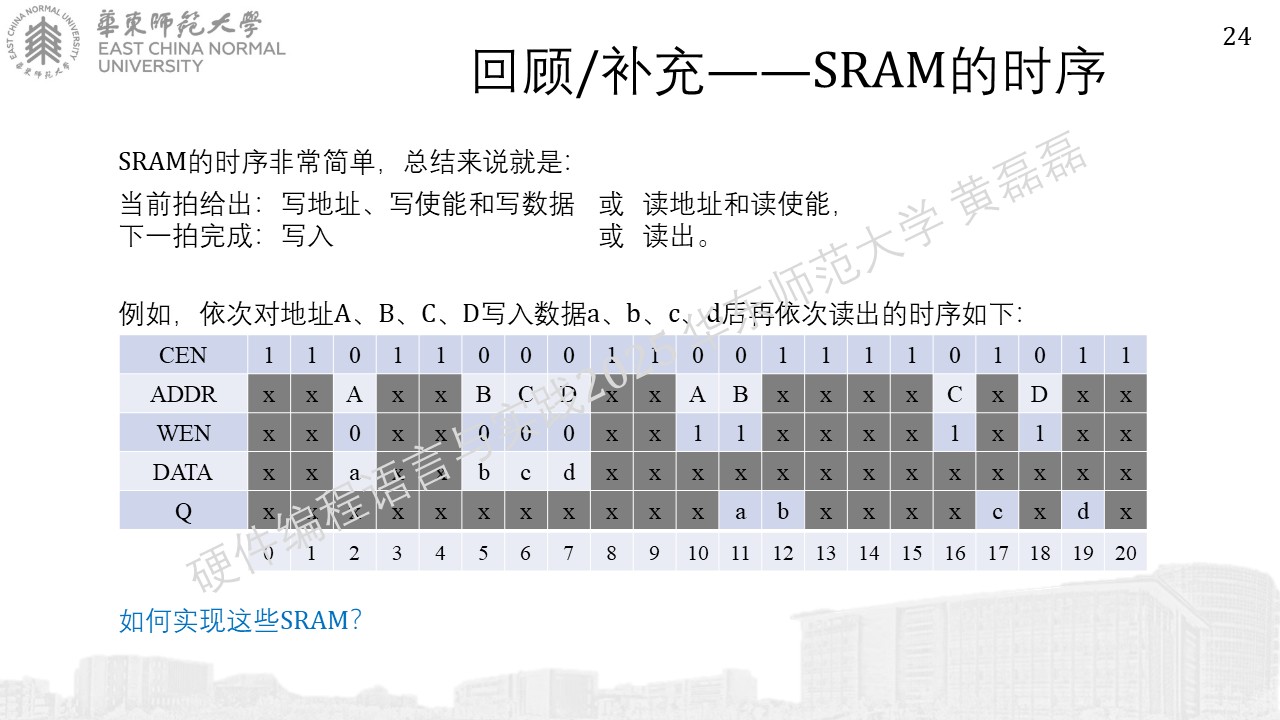 華東師範大學
EAST CHINA NORMAL
UNIVERSITY
24
回顾/补充——SRAM的时序
SRAM的时序非常简单，总结来说就是：
当前拍给出：写地址、写使能和写数据 或 读地址和读使能，
下一拍完成：写入 或 读出。
例如，依次对地址A、B、C、D写入数据a、b、c、d后再依次读出的时序如下：
CEN 1 1 0 1 1 0 0 0 1 1 0 0 1 1 1 1 0 1 0 1 1
ADDR x x A x x B C D x x A B x x x x C x D x x
WEN x x 0 x x 0 0 0 x x 1 1 x x x x 1 x 1 x x
DATA x x a x x b c d x x x x x x x x x x x x x
Q x x x x x x x x x x x a b x x x x c x d x
0 1 2 3 4 5 6 7 8 9 10 11 12 13 14 15 16 17 18 19 20
如何实现这些SRAM？
硬件编程语言与实践2025 华东师范大学 黄磊磊